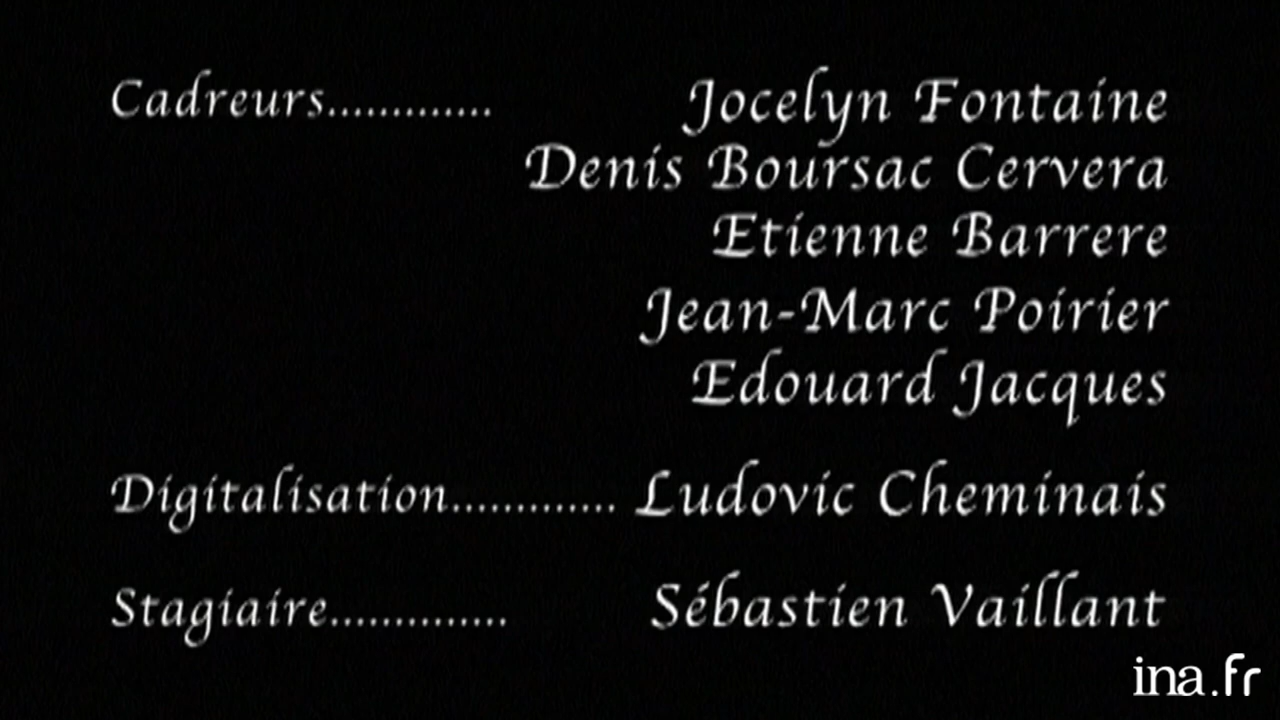 Cadreurs............. Jocelyn Fontaine
Denis Boursac Cervera
Etienne Barrere
Jean-Marc Poirier
Edouard Jacques
Digitalisation............. Ludovic Cheminais
Stagiaire.............. Sébastien Vaillant
ina.fr